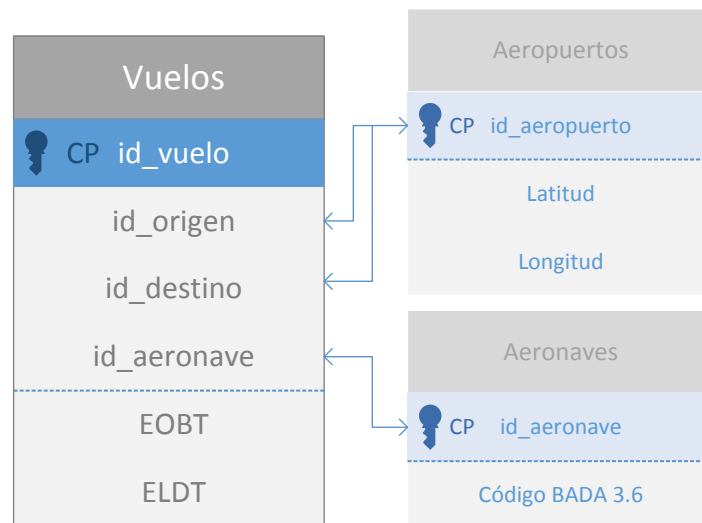 Vuelos
CP id_vuelo
id_origen
id_destino
id_aeronave
EOBT
ELDT
Aeropuertos
CP id_aeropuerto
Latitud
Longitud
Aeronaves
CP id_aeronave
Código BADA 3.6